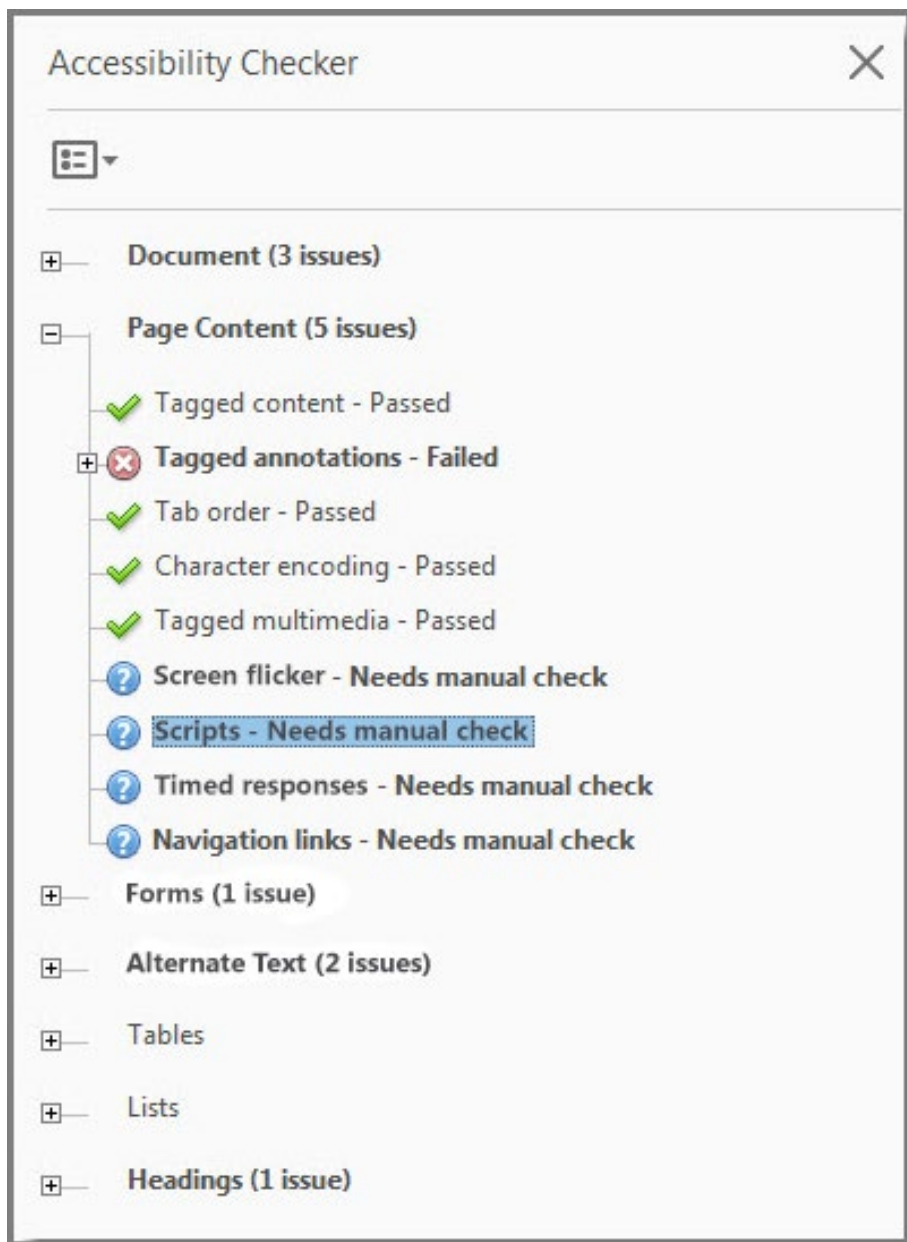 Accessibility Checker
Document (3 issues)
Page Content (5 issues)
Tagged content - Passed
Tagged annotations - Failed
Tab order - Passed
Character encoding - Passed
Tagged multimedia - Passed
Screen flicker - Needs manual check
Scripts - Needs manual check
Timed responses - Needs manual check
Navigation links - Needs manual check
Forms (1 issue)
Alternate Text (2 issues)
Tables
Lists
Headings (1 issue)